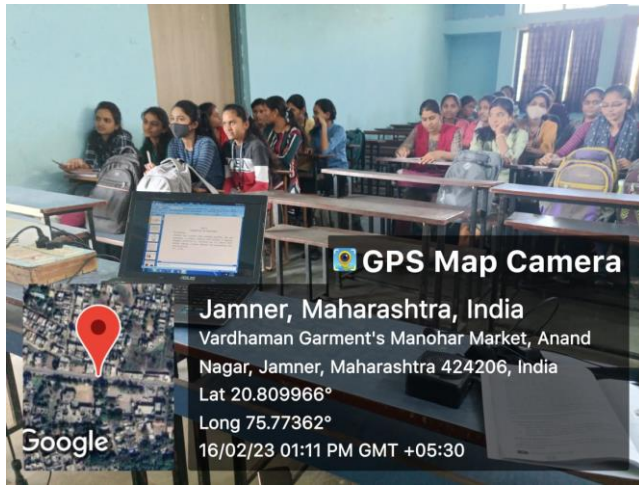 GPS Map Camera
Jamner, Maharashtra, India
Vardhaman Garment's Manohar Market, Anand
Nagar, Jamner, Maharashtra 424206, India
Lat 20.809966°
Long 75.77362°
16/02/23 01:11 PM GMT +05:30
Google
ASUS